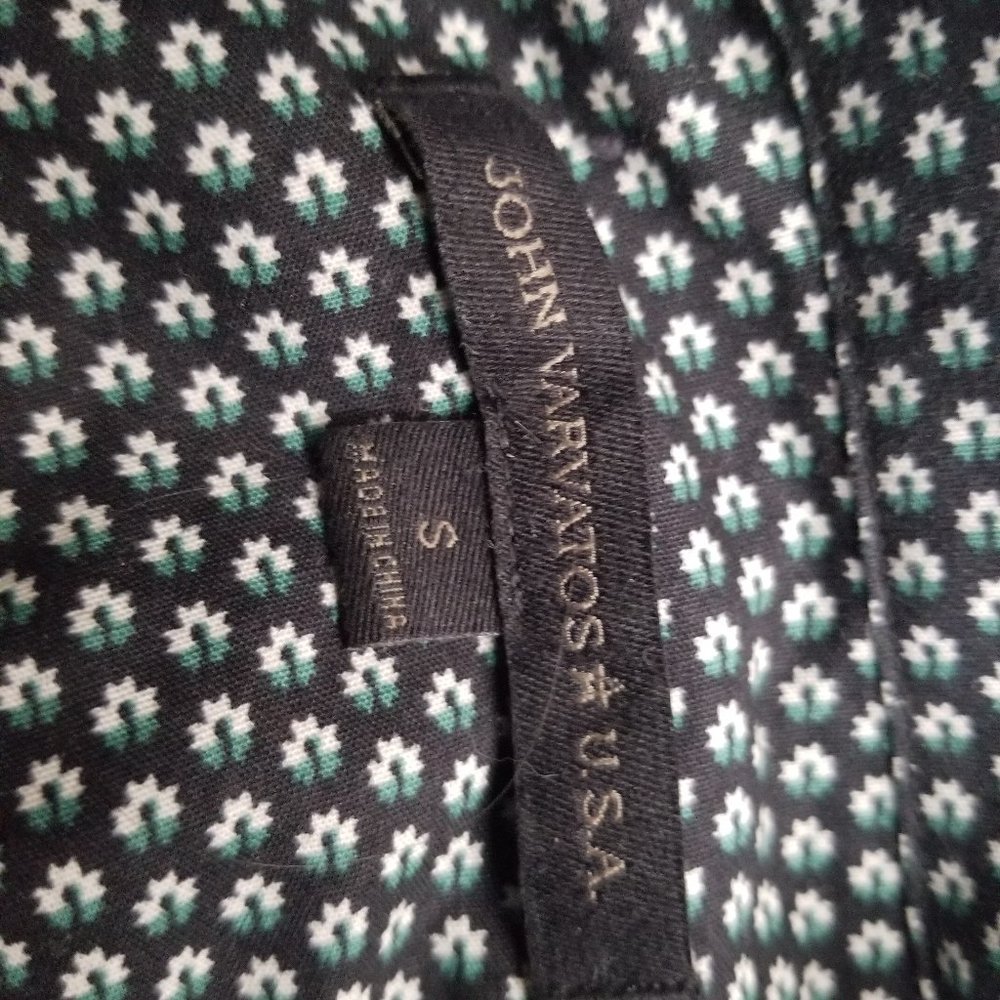 JOHN VARVATOS ★ U.S.A
S
MADE IN CHINA